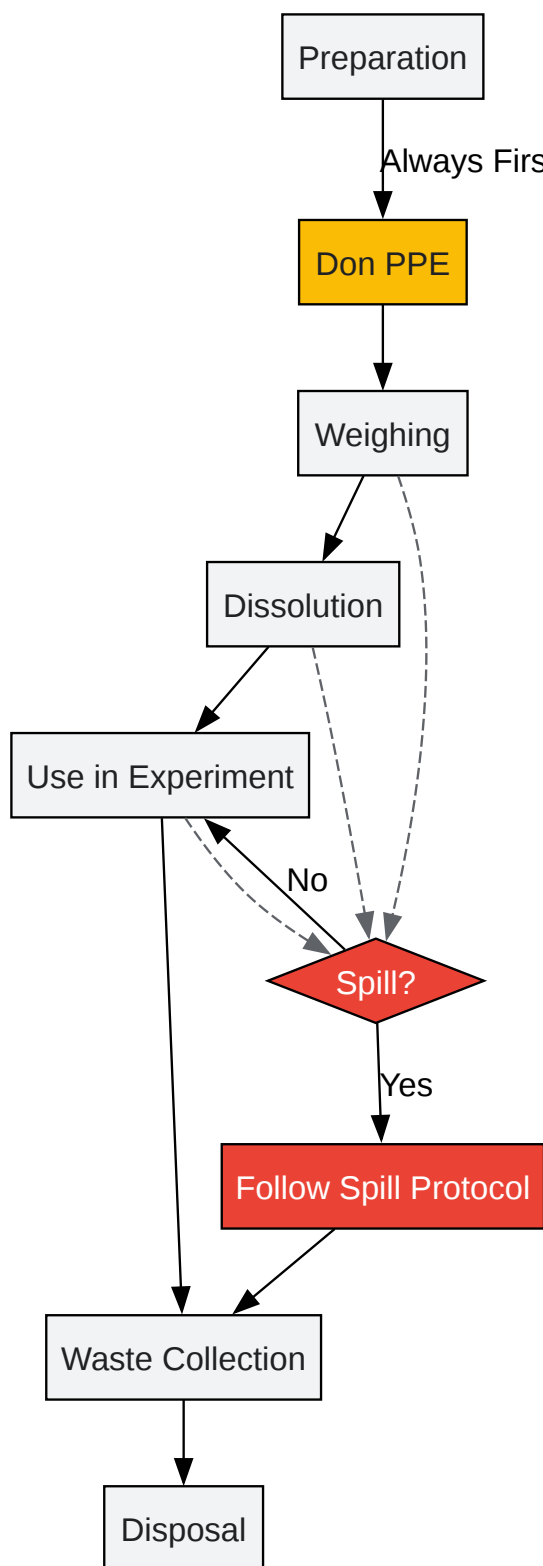 Preparation
Always Firs
Don PPE
Weighing
Dissolution
Use in Experiment
No
Spill?
Yes
Follow Spill Protocol
Waste Collection
Disposal